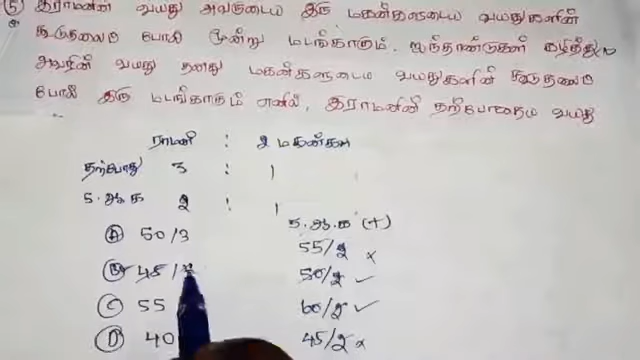 ⑤ இராமனின் வயது அவருடைய இரு மகன்களுடைய வயதுகளின்
கூடுதலைப் போல் மூன்று மடங்காகும். ஐந்தாண்டுகள் கழித்து
அவரின் வயது தனது மகன்களுடைய வயதுகளின் கூடுதலைப்
போல் இரு மடங்காகும் எனில், இராமனின் தற்போதைய வயது
ராமன் : 2 மகன்கள்
தற்போது 3 : 1
5.ஆ.க 2 : 1
5.ஆ.க (+)
Ⓐ 50/3 55/2 ×
Ⓑ 45/ 50/2 ✓
Ⓒ 55 60/2 ✓
Ⓓ 40 45/2 ×